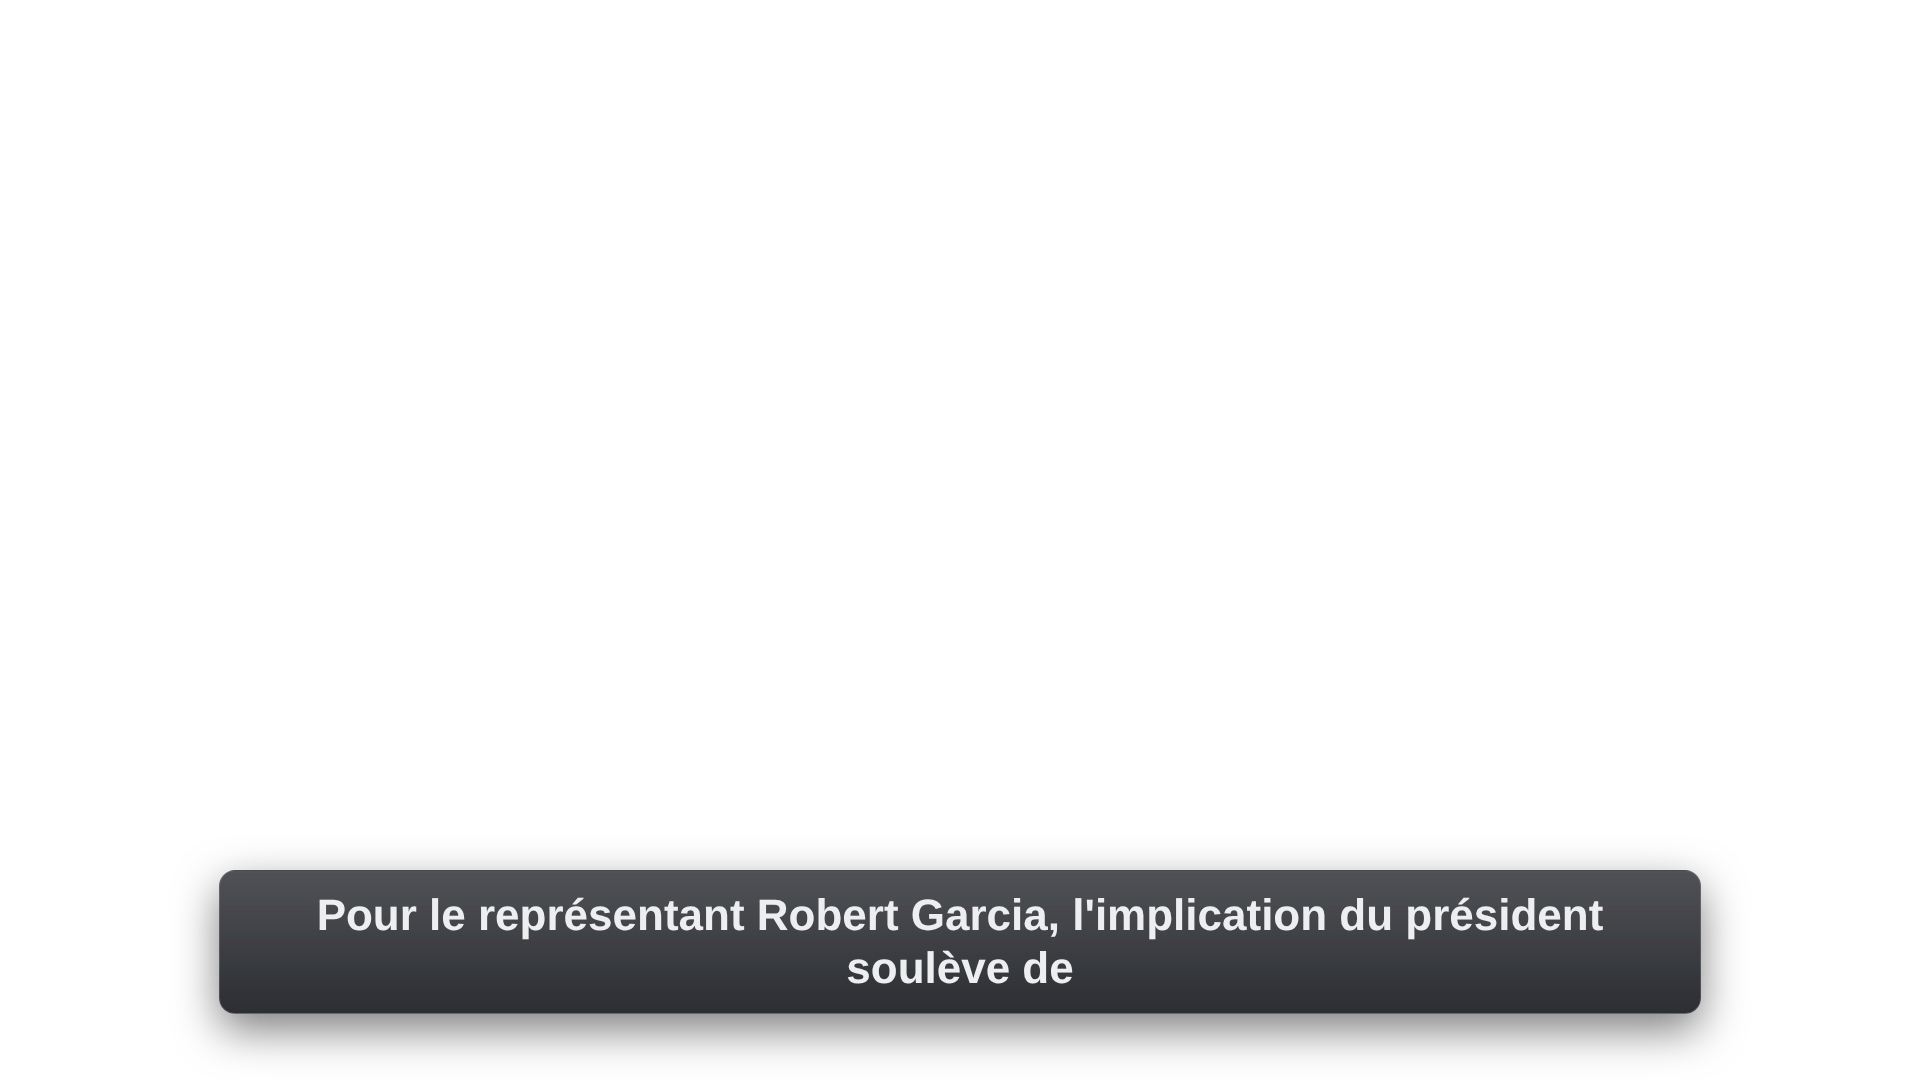 Pour le représentant Robert Garcia, l'implication du président
soulève de